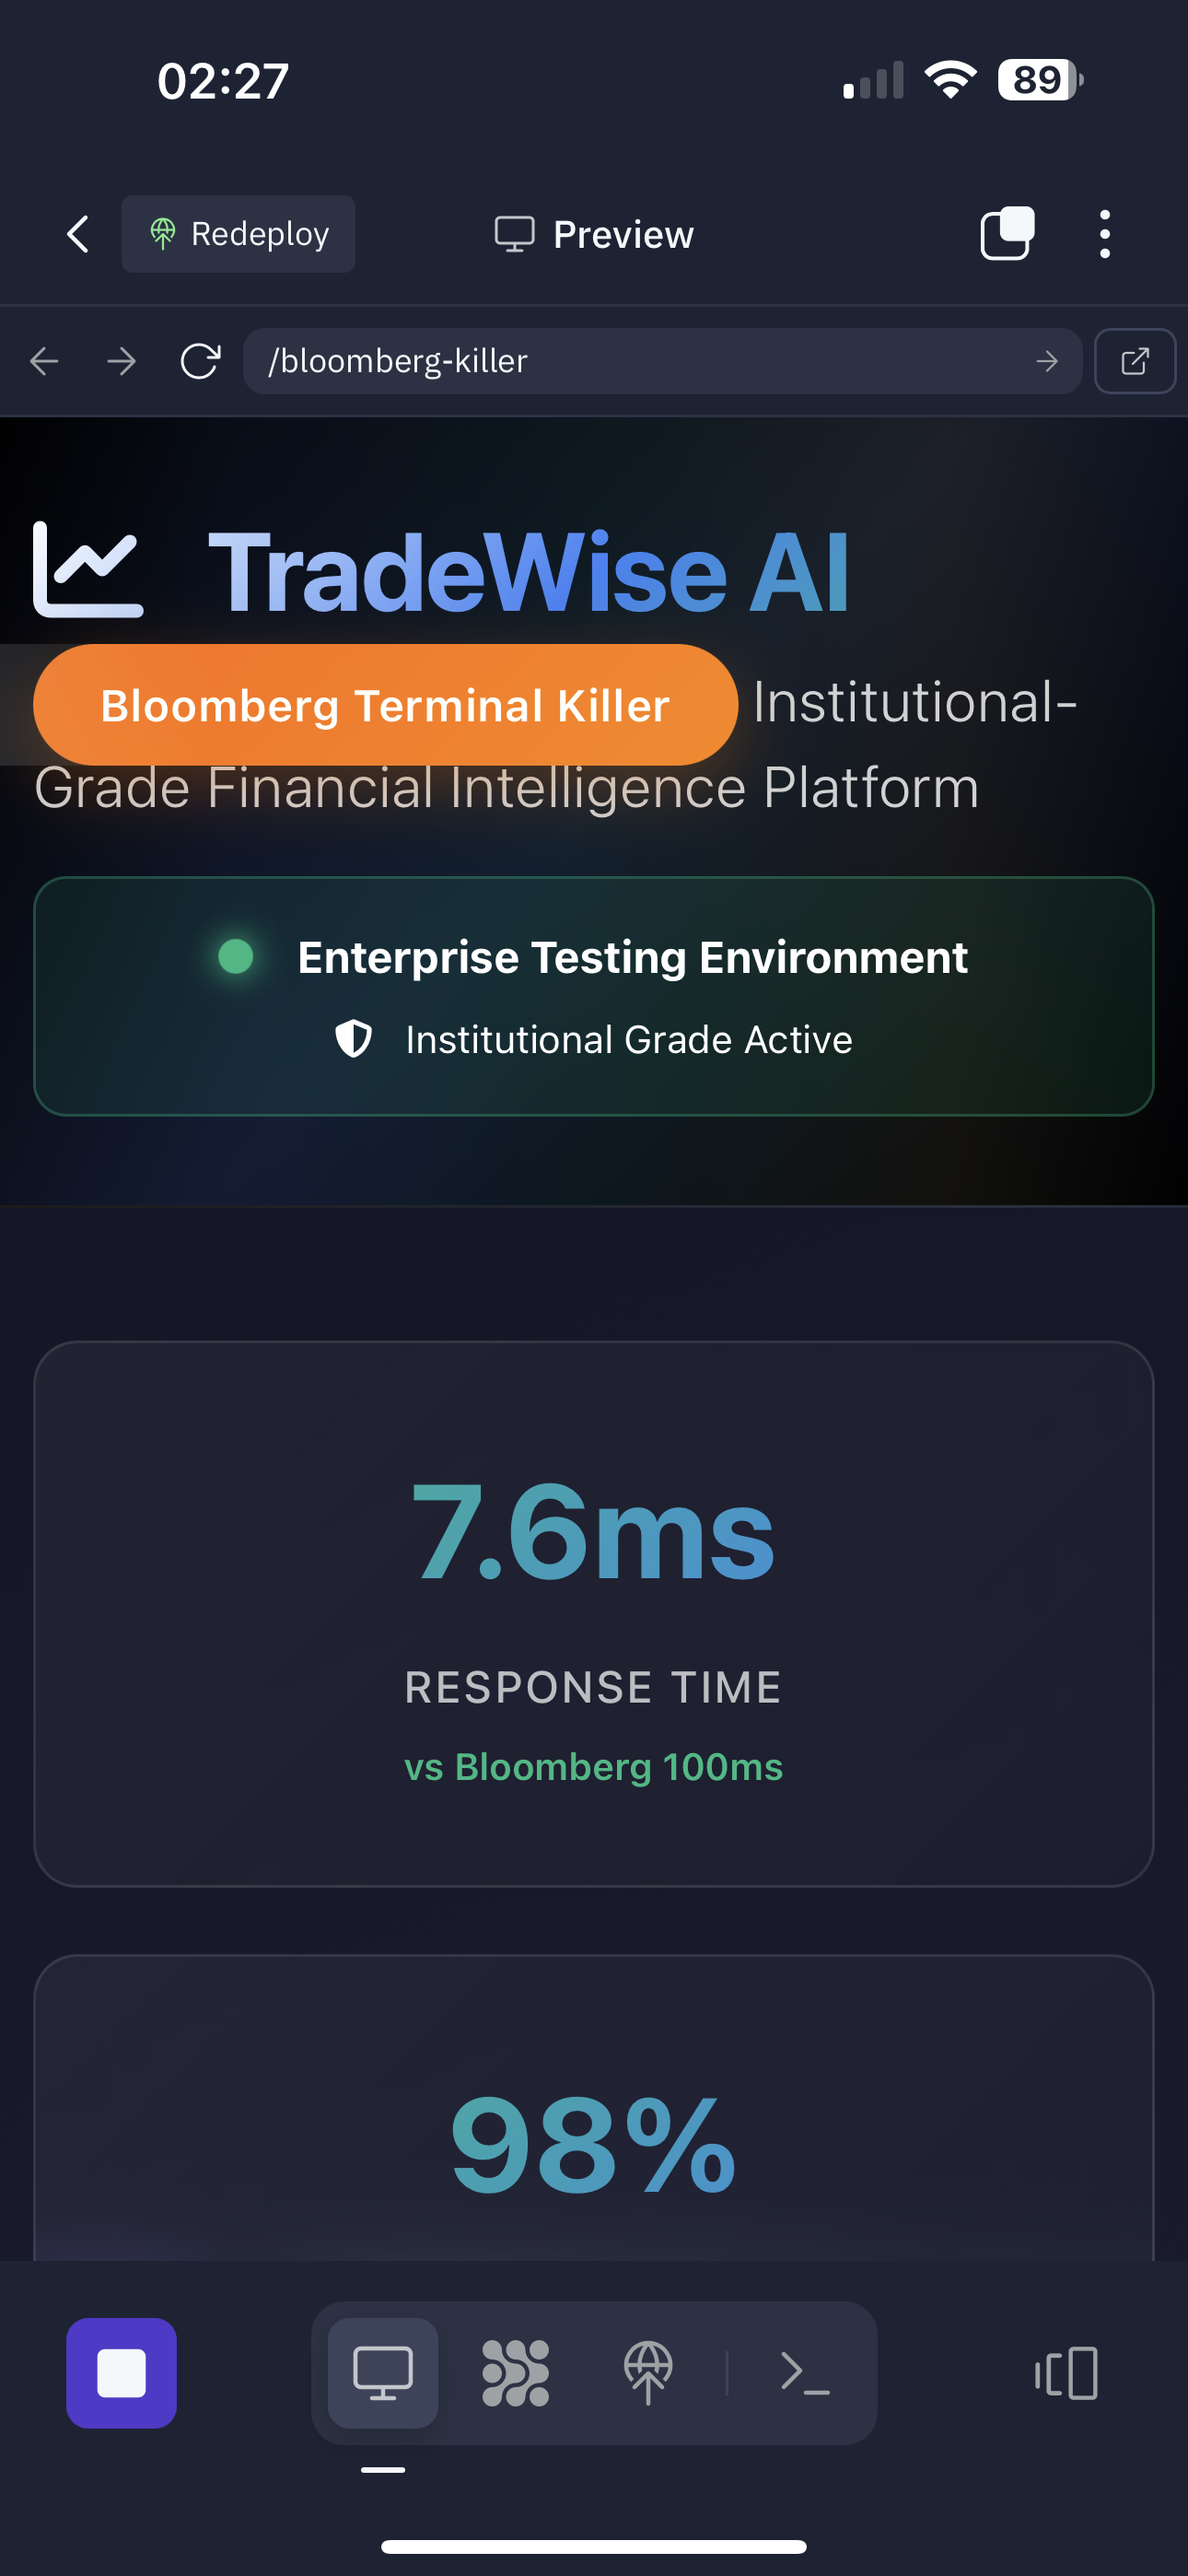 02:27
89
Redeploy
Preview
/bloomberg-killer
TradeWise AI
Bloomberg Terminal Killer Institutional-
Grade Financial Intelligence Platform
Enterprise Testing Environment
Institutional Grade Active
7.6ms
RESPONSE TIME
vs Bloomberg 100ms
98%